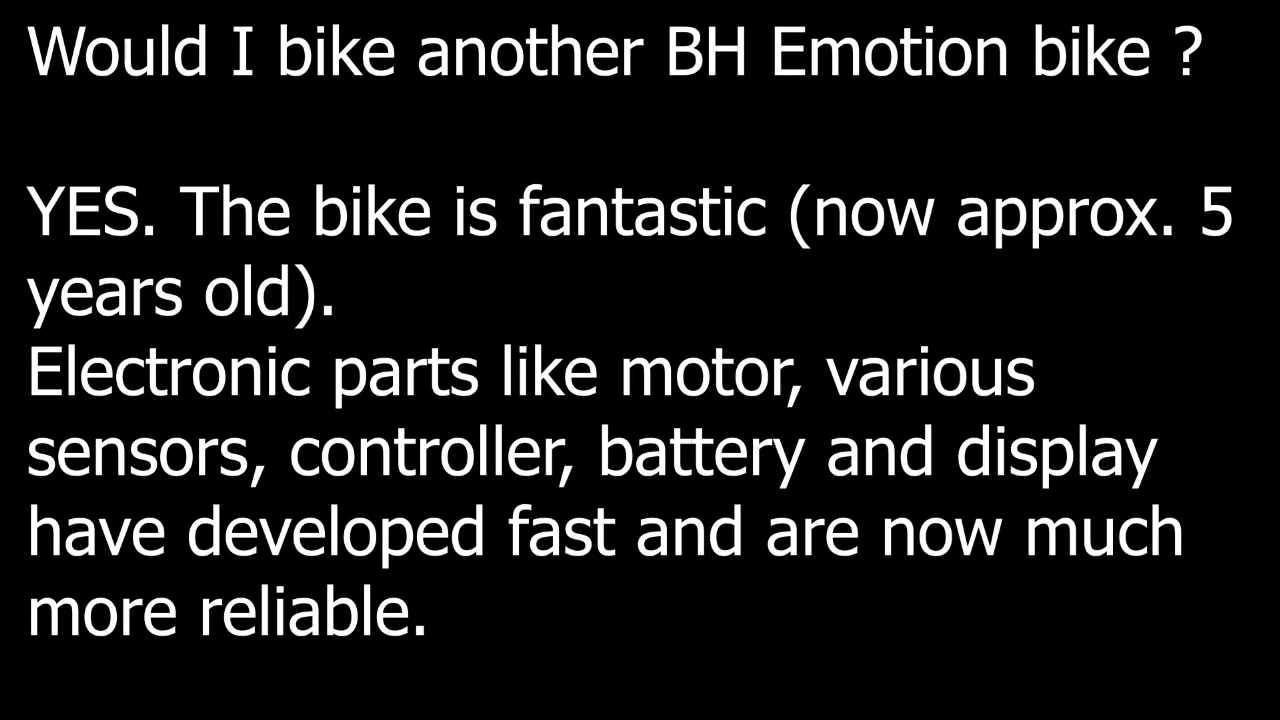 Would I bike another BH Emotion bike ?
YES. The bike is fantastic (now approx. 5
years old).
Electronic parts like motor, various
sensors, controller, battery and display
have developed fast and are now much
more reliable.